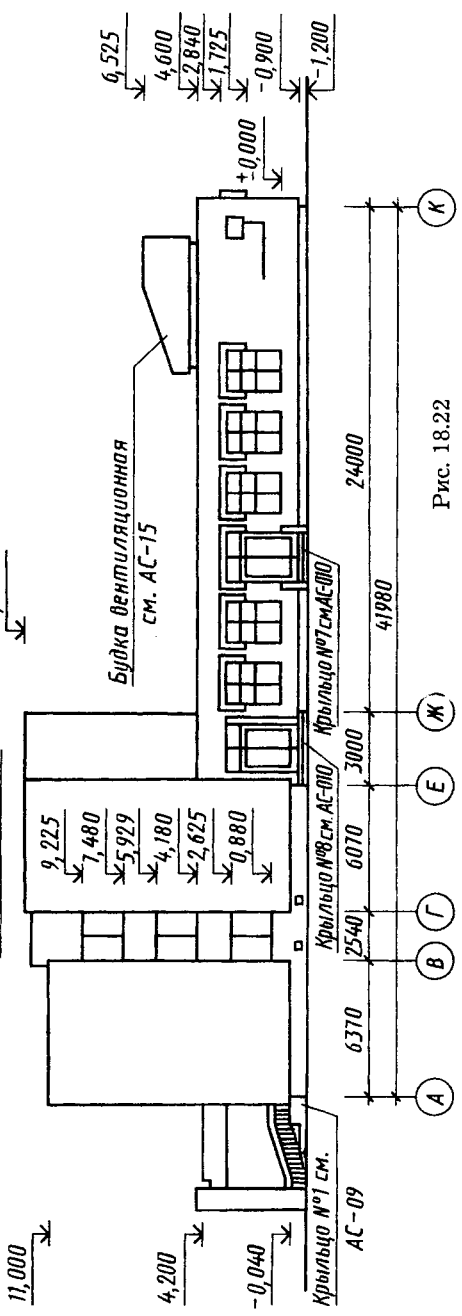 11,000
4,200
-0,040
Крыльцо №1 см.
АС-09
9,225
7,480
5,929
4,180
2,625
0,880
Будка вентиляционная
см. АС-15
6,525
4,600
2,840
1,725
-0,900
-1,200
±0,000
Крыльцо №8 см. АС-010
Крыльцо №7 см АС-010
6370
2540
6070
3000
24000
41980
А
В
Г
Е
Ж
К
Рис. 18.22